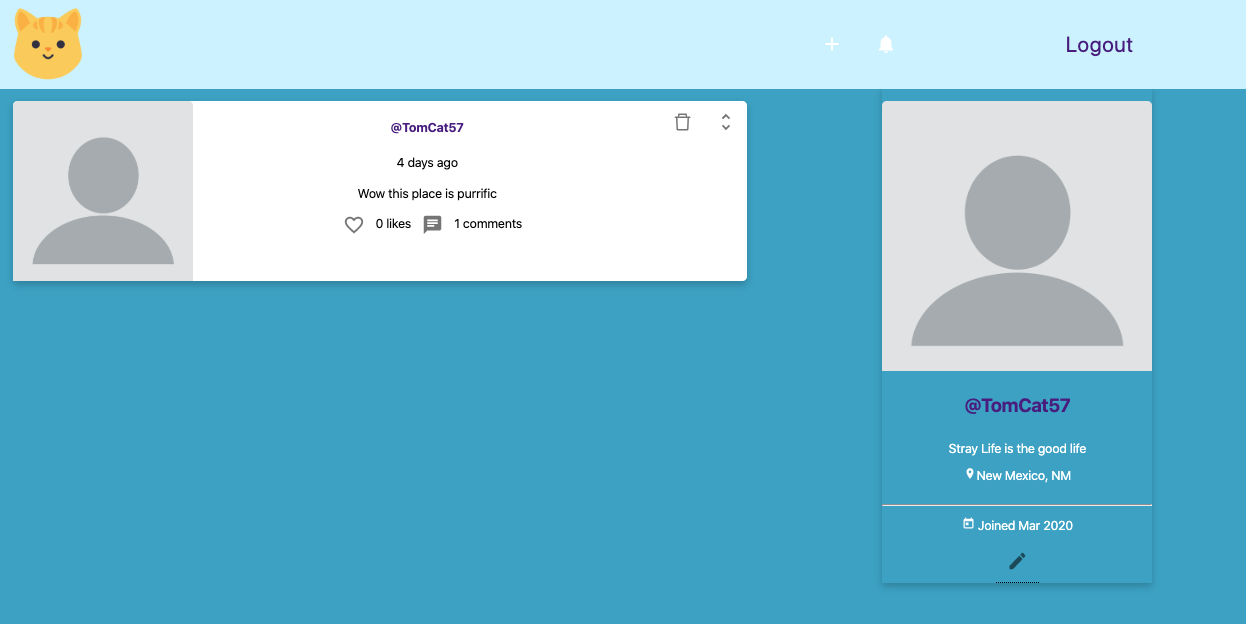 Logout
@TomCat57
4 days ago
Wow this place is purrific
0 likes 1 comments
@TomCat57
Stray Life is the good life
New Mexico, NM
Joined Mar 2020